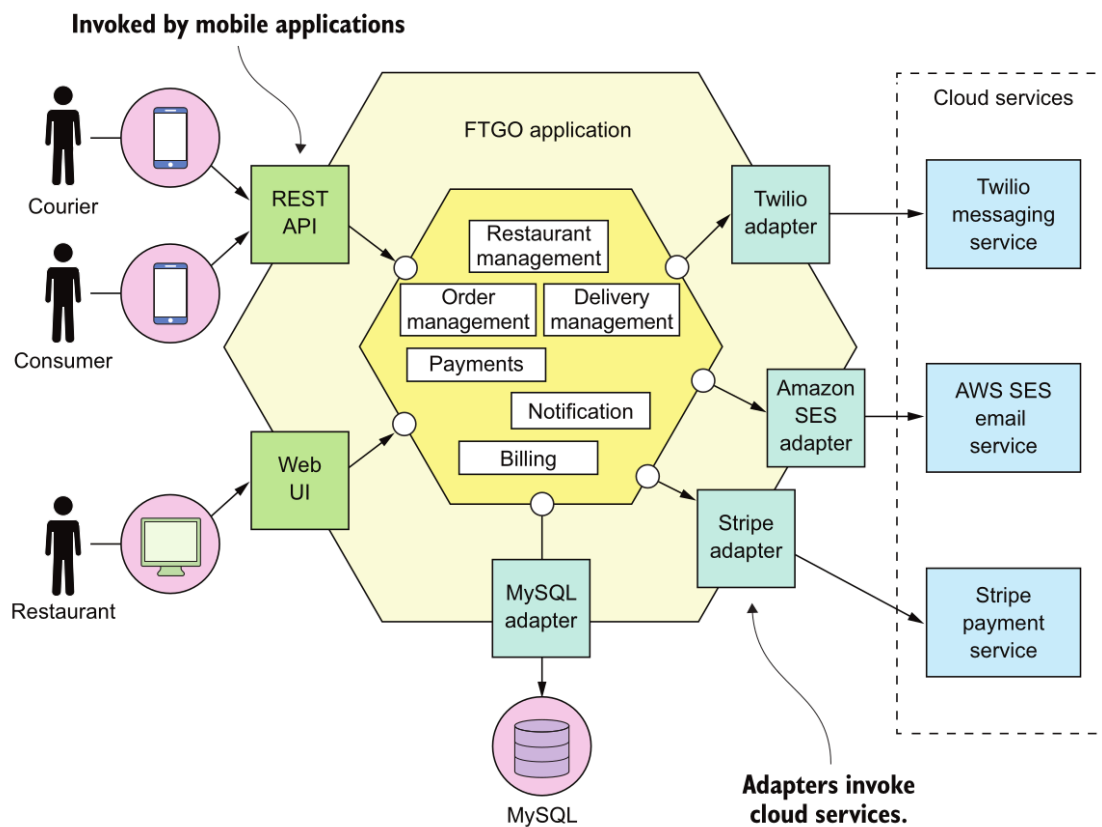 Invoked by mobile applications
Courier
Consumer
Restaurant
REST
API
Web
UI
FTGO application
Restaurant
management
Order
management
Delivery
management
Payments
Notification
Billing
Twilio
adapter
Amazon
SES
adapter
Stripe
adapter
MySQL
adapter
MySQL
Cloud services
Twilio
messaging
service
AWS SES
email
service
Stripe
payment
service
Adapters invoke
cloud services.